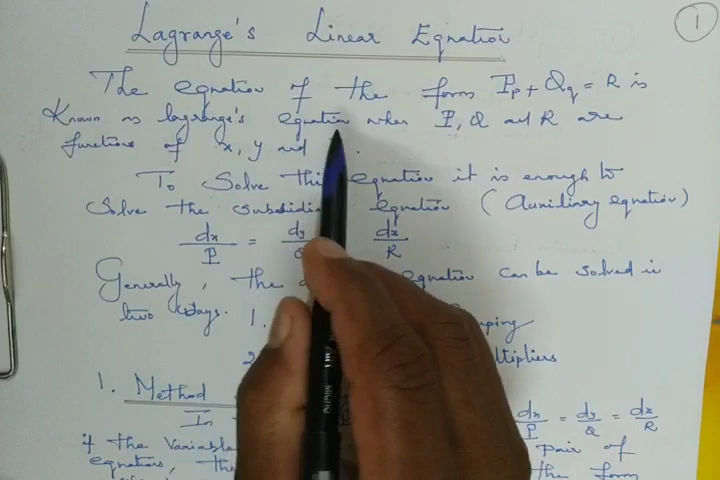 1
Lagrange's Linear Equation
The equation of the form Pp + Qq = R is
Known as lagrange's equation when P, Q and R are
functions of x, y and
To Solve this equation it is enough to
Solve the subsidi equation (Auxiliary equation)
dx/P = dy/Q dz/R
Generally, the equation can be solved in
two ways. 1. ping
2 ltipliers
1. Method
In dx/P = dy/Q = dz/R
if the variable pair of
equations, the the form